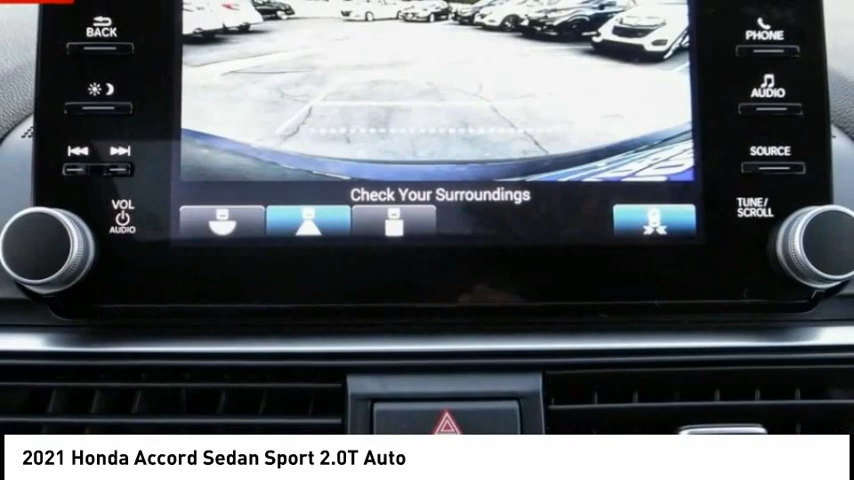 BACK
PHONE
AUDIO
SOURCE
Check Your Surroundings
VOL
AUDIO
TUNE/
SCROLL
2021 Honda Accord Sedan Sport 2.0T Auto